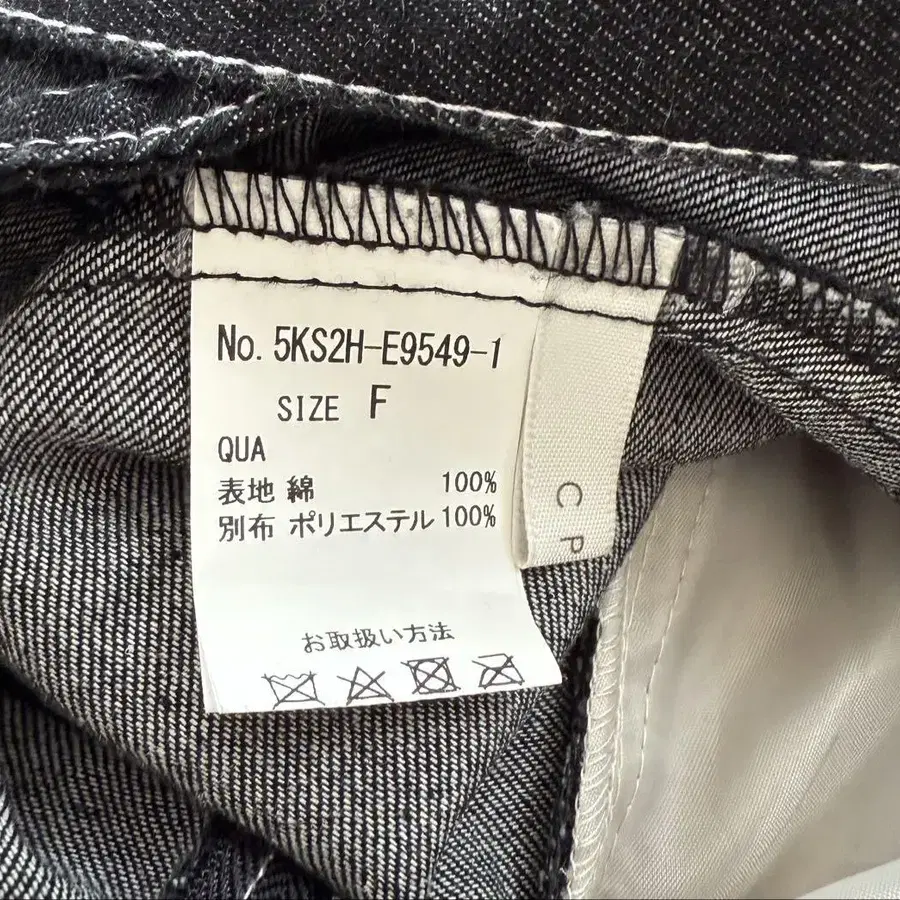 No. 5KS2H-E9549-1
SIZE F
QUA
表地 綿 100%
別布 ポリエステル 100%
お取扱い方法
C P